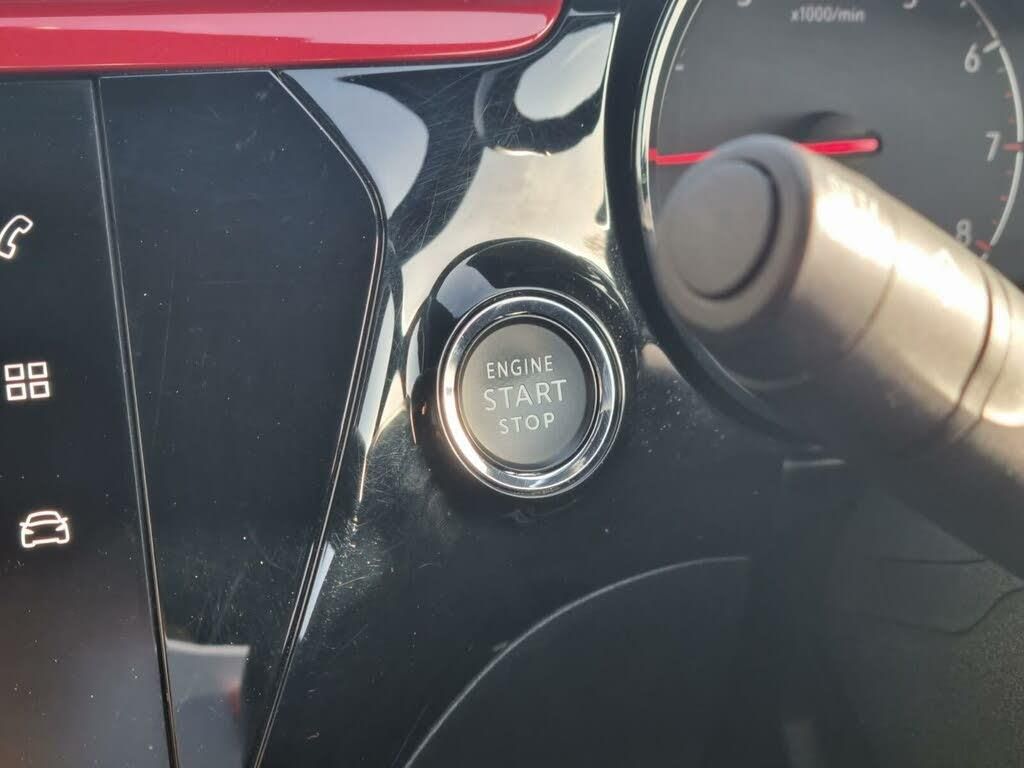 x1000/min
6
7
8
ENGINE
START
STOP